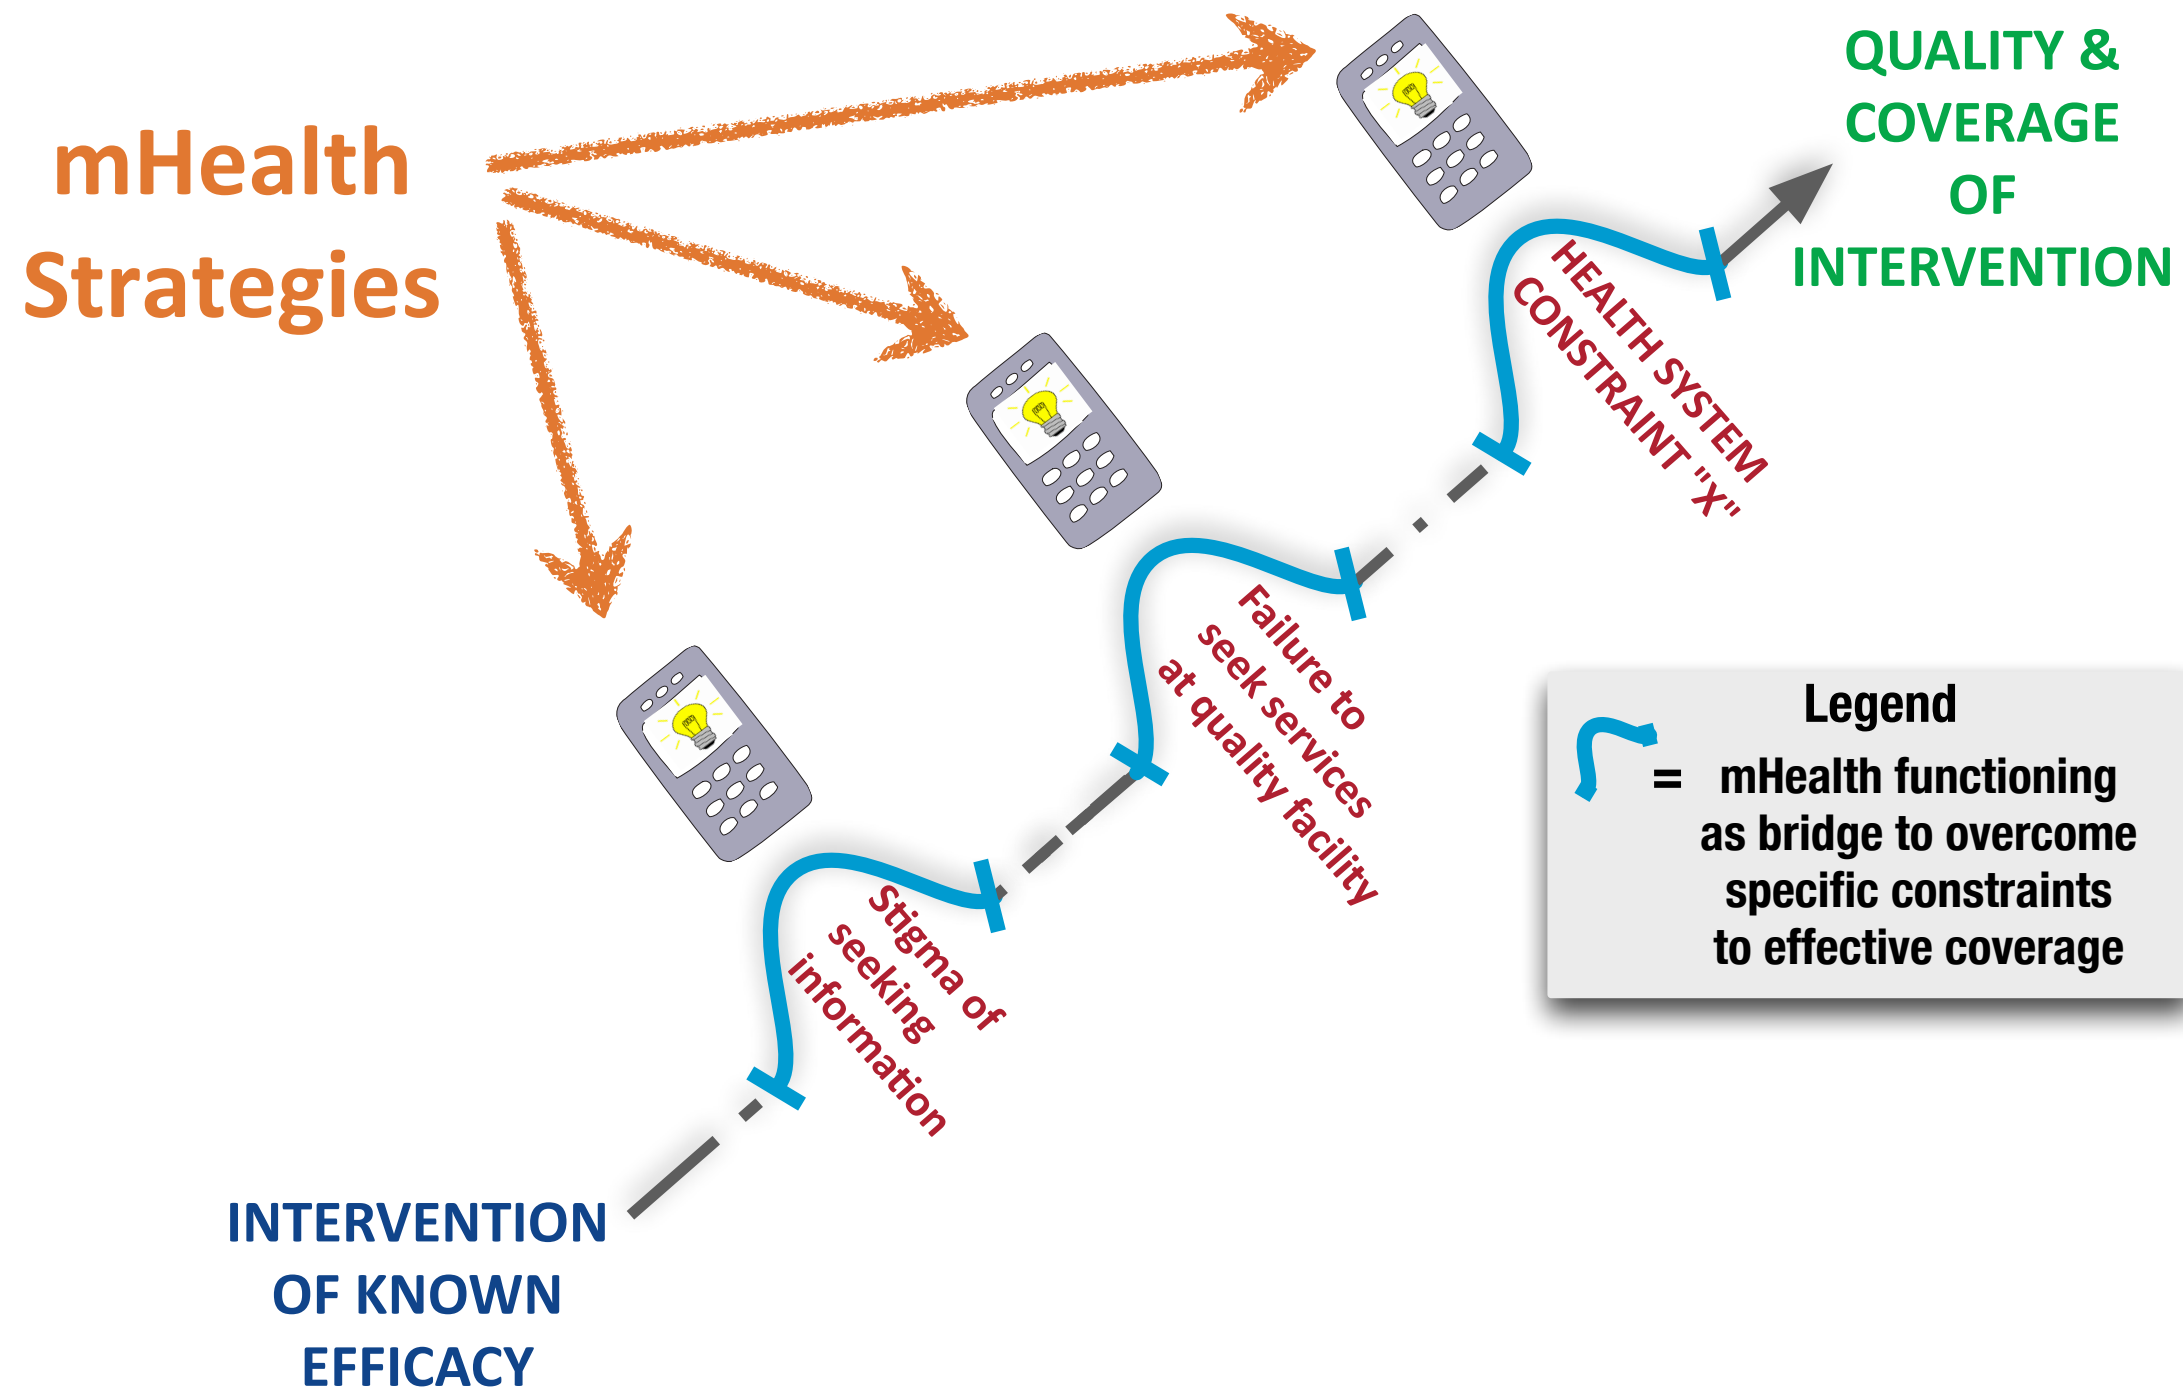 mHealth
Strategies
QUALITY &
COVERAGE
OF
INTERVENTION
HEALTH SYSTEM
CONSTRAINT "X"
Failure to
seek services
at quality facility
Stigma of
seeking
information
INTERVENTION
OF KNOWN
EFFICACY
Legend
= mHealth functioning
as bridge to overcome
specific constraints
to effective coverage